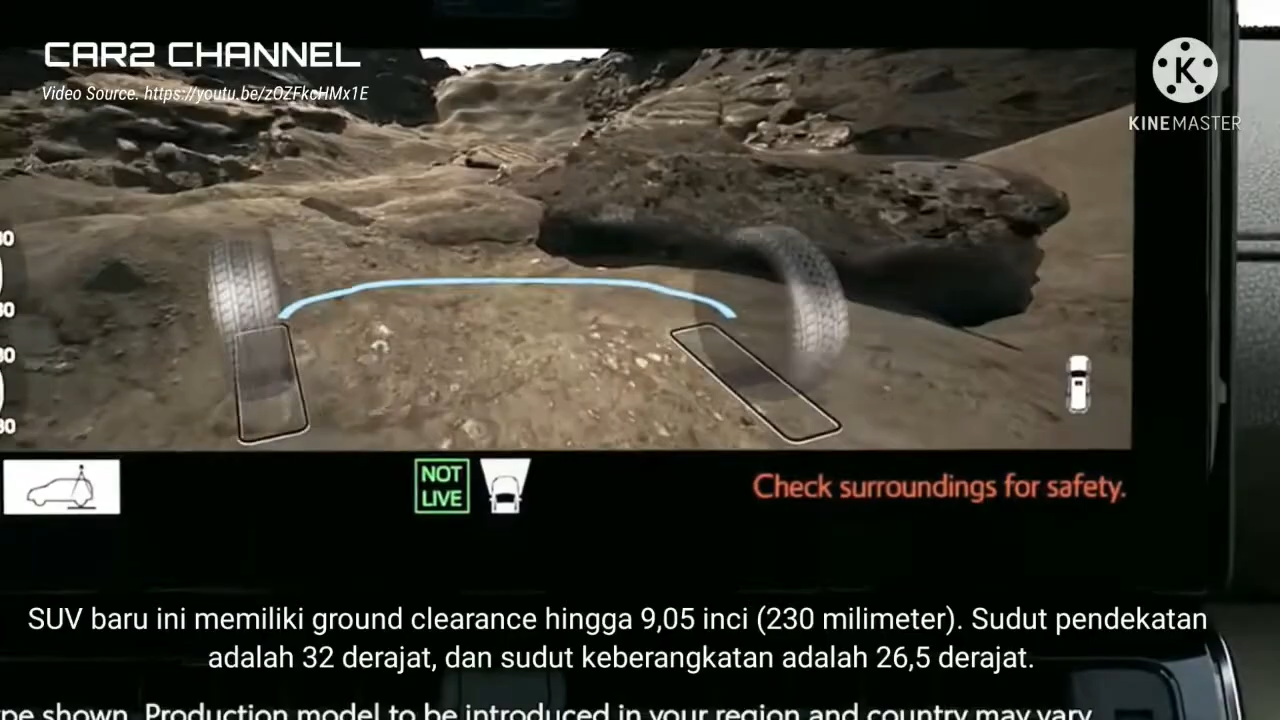 CAR2 CHANNEL
Video Source. https://youtu.be/zOZFkcHMx1E
KINEMASTER
NOT
LIVE
Check surroundings for safety.
SUV baru ini memiliki ground clearance hingga 9,05 inci (230 milimeter). Sudut pendekatan
adalah 32 derajat, dan sudut keberangkatan adalah 26,5 derajat.
shown. Production model to be introduced in your region and country may vary.